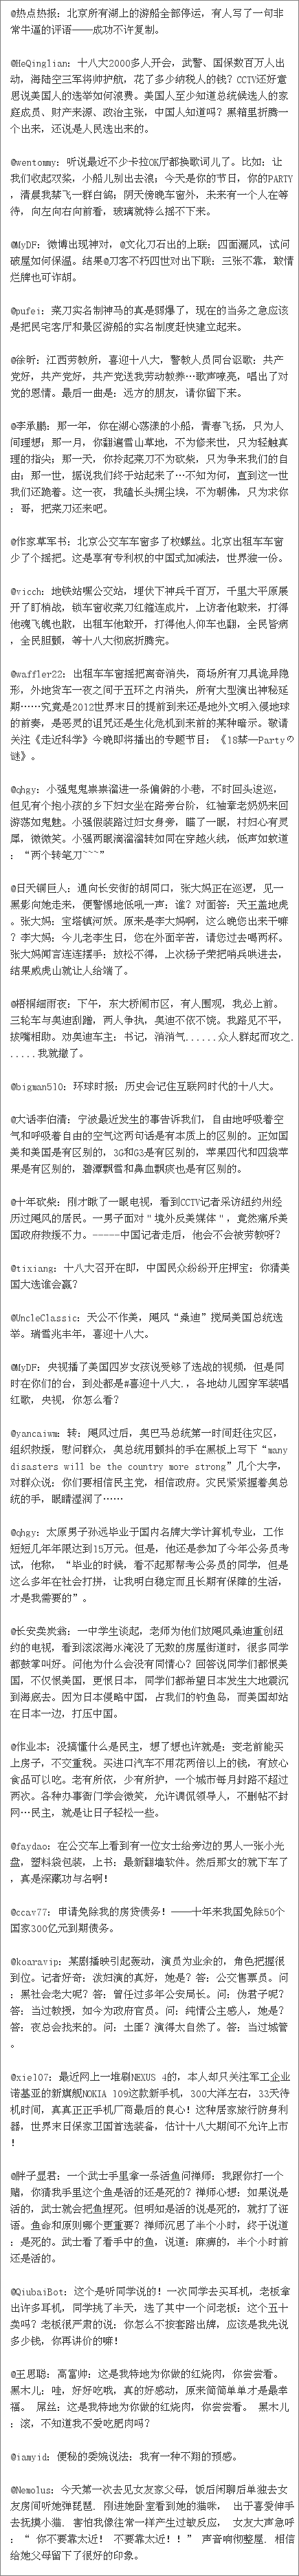 @热点热报：北京所有湖上的游船全部停运，有人写了一句非
常牛逼的评语——成功不许复制。
@HeQinglian：十八大2000多人开会，武警、国保数百万人出
动，海陆空三军将帅护航，花了多少纳税人的钱？CCTV还好意
思说美国人的选举如何浪费。美国人至少知道总统候选人的家
庭成员、财产来源、政治主张，中国人知道吗？黑箱里折腾一
个出来，还说是人民选出来的。
@wentommy：听说最近不少卡拉OK厅都换歌词儿了。比如：让
我们收起双桨，小船儿别出去浪；今天是你的节日，你的PARTY
，清晨我禁飞一群白鸽；阴天傍晚车窗外，未来有一个人在等
待，向左向右向前看，玻璃就特么摇不下来。
@MyDF：微博出现神对，@文化刀石出的上联：四面漏风，试问
破屋如何保温。结果@刀客不朽四世对出下联：三张不靠，敢情
烂牌也可诈胡。
@pufei：菜刀实名制神马的真是弱爆了，现在的当务之急应该
是把民宅客厅和景区游船的实名制度赶快建立起来。
@徐昕：江西劳教所，喜迎十八大，警教人员同台讴歌：共产
党好，共产党好，共产党送我劳动教养…歌声嘹亮，唱出了对
党的恩情。最后一曲是：远方的朋友，请你留下来。
@李承鹏：那一年，你在湖心荡漾的小船，青春飞扬，只为人
间理想；那一月，你翻遍雪山草地，不为修来世，只为轻触真
理的指尖；那一天，你拎起菜刀不为砍柴，只为争来我们的自
由；那一世，据说我们终于站起来了…不知为何，直到这一世
我们还跪着。这一夜，我磕长头拥尘埃，不为朝佛，只为求你
：哥，把菜刀还来吧。
@作家草军书：北京公交车车窗多了枚螺丝。北京出租车车窗
少了个摇把。这是享有专利权的中国式加减法，世界独一份。
@vicch：地铁站嘿公交站，埋伏下神兵千百万，千里大平原展
开了盯梢战，锁车窗收菜刀红箍连成片，上访者他敢来，打得
他魂飞魄也散，出租车他敢开，打得他人仰车也翻，全民皆病
，全民胆颤，等十八大彻底折腾完。
@waffler22：出租车车窗摇把离奇消失，商场所有刀具诡异隐
形，外地货车一夜之间于五环之内消失，所有大型演出神秘延
期……究竟是2012世界末日的提前到来还是地外文明入侵地球
的前奏，是恶灵的诅咒还是生化危机到来前的某种暗示。敬请
关注《走近科学》今晚即将播出的专题节目：《18禁—Partyの
谜》。
@qhgy：小强鬼鬼祟祟溜进一条偏僻的小巷，不时回头逡巡，
但见有个抱小孩的乡下妇女坐在路旁台阶，红袖章老奶奶来回
游荡如鬼魅。小强假装路过妇女身旁，瞄了一眼，村妇心有灵
犀，微微笑。小强两眼滴溜溜转如同在穿越火线，低声如蚊道
：“两个转笔刀~~~”
@日天镧巨人：通向长安街的胡同口，张大妈正在巡逻，见一
黑影向她走来，便警惕地低吼一声：谁？对面答：天王盖地虎
。张大妈：宝塔镇河妖。原来是李大妈啊，这么晚您出来干嘛
？李大妈：今儿老李生日，您在外面辛苦，请您过去喝两杯。
张大妈闻言连连摆手：放松不得，上次杨子荣把哨兵哄进去，
结果威虎山就让人给端了。
@梧桐细雨夜：下午，东大桥闹市区，有人围观，我必上前。
三轮车与奥迪刮蹭，两人争执，奥迪不依不饶。我路见不平，
拔嘴相助。劝奥迪车主：书记，消消气......众人群起而攻之.
.....我就撤了。
@bigman510：环球时报：历史会记住互联网时代的十八大。
@大话李伯清：宁波最近发生的事告诉我们，自由地呼吸着空
气和呼吸着自由的空气这两句话是有本质上的区别的。正如国
美和美国是有区别的，3G和G3是有区别的，苹果四代和四袋苹
果是有区别的，碧潭飘雪和鼻血飘痰也是有区别的。
@十年砍柴：刚才瞅了一眼电视，看到CCTV记者采访纽约州经
历过飓风的居民。一男子面对＂境外反美媒体＂，竟然痛斥美
国政府救援不力。-----中国记者走后，他会不会被劳教呀？
@tixiang：十八大召开在即，中国民众纷纷开庄押宝：你猜美
国大选谁会赢？
@UncleClassic：天公不作美，飓风“桑迪”搅局美国总统选
举。瑞雪兆丰年，喜迎十八大。
@MyDF：央视播了美国四岁女孩说受够了选战的视频，但是同
时在你们的台，到处都是#喜迎十八大.，各地幼儿园穿军装唱
红歌，央视，你怎么看？
@yancaiwm：转：飓风过后，奥巴马总统第一时间赶往灾区，
组织救援，慰问群众，奥总统用颤抖的手在黑板上写下“many
disasters will be the country more strong”几个大字，
对群众说：你们要相信民主党，相信政府。灾民紧紧握着奥总
统的手，眼睛湿润了……
@qhgy：太原男子孙远毕业于国内名牌大学计算机专业，工作
短短几年年限达到15万元。但是，他还是参加了今年公务员考
试，他称，“毕业的时候，看不起那帮考公务员的同学，但是
这么多年在社会打拼，让我明白稳定而且长期有保障的生活，
才是我需要的”。
@长安卖炭翁：一中学生谈起，老师为他们放飓风桑迪重创纽
约的电视，看到滚滚海水淹没了无数的房屋街道时，很多同学
都鼓掌叫好。问他为什么会没有同情心？回答说同学们都恨美
国，不仅恨美国，更恨日本，同学们都希望日本发生大地震沉
到海底去。因为日本侵略中国，占我们的钓鱼岛，而美国却站
在日本一边，打压中国。
@作业本：没搞懂什么是民主，想了想也许就是：变老前能买
上房子，不交重税。买进口汽车不用花两倍以上的钱，有放心
食品可以吃。老有所依，少有所护，一个城市每月封路不超过
两次。各种办事衙门学会微笑，允许调侃领导人，不删帖不封
网…民主，就是让日子轻松一些。
@faydao：在公交车上看到有一位女士给旁边的男人一张小光
盘，塑料袋包装，上书：最新翻墙软件。然后那女的就下车了
，真是深藏功与名啊！
@ccav77：申请免除我的房贷债务！——十年来我国免除50个
国家300亿元到期债务。
@koaravip：某剧播映引起轰动，演员为业余的，角色把握很
到位。记者好奇：泼妇演的真好，她是？答：公交售票员。问
：黑社会老大呢？答：曾任过多年公安局长。问：伪君子呢？
答：当过教授，如今为政府官员。问：纯情公主感人，她是？
答：夜总会找来的。问：土匪？演得太自然了。答：当过城管
。
@xie107：最近网上一堆刷NEXUS 4的，本人却只关注军工企业
诺基亚的新旗舰NOKIA 109这款新手机，300大洋左右，33天待
机时间，真真正正手机厂商最后的良心！这种居家旅行防身利
器，世界末日保家卫国首选装备，估计十八大期间不允许上市
！
@胖子显君：一个武士手里拿一条活鱼问禅师：我跟你打一个
赌，你猜我手里这个鱼是活的还是死的？禅师心想：如果说是
活的，武士就会把鱼捏死。但明知是活的说是死的，就打了诳
语。鱼命和原则哪个更重要？禅师沉思了半个小时，终于说道
：是死的。武士看了看手中的鱼，说道：麻痹的，半个小时前
还是活的。
@QiubaiBot：这个是听同学说的！一次同学去买耳机，老板拿
出许多耳机，同学挑了半天，选了其中一个问老板：这个五十
卖吗？老板很严肃的说：你怎么不按套路出牌，应该是我先说
多少钱，你再讲价的嘛！
@王思聪：高富帅：这是我特地为你做的红烧肉，你尝尝看。
黑木儿：哇，好好吃哦，真的好感动，原来简简单单才是最幸
福。 屌丝：这是我特地为你做的红烧肉，你尝尝看。 黑木儿
：滚，不知道我不爱吃肥肉吗？
@iamyid：便秘的委婉说法：我有一种不翔的预感。
@Nemolus：今天第一次去见女友家父母，饭后闲聊后单独去女
友房间听她弹琵琶．刚进她卧室看到她的猫咪， 出于喜爱伸手
去抚摸小猫．害怕我像往常一样产生过敏反应， 女友大声急呼
：“ 你不要靠太近！ 不要靠太近！！” 声音响彻整屋．相信
给她父母留下了很好的印象。